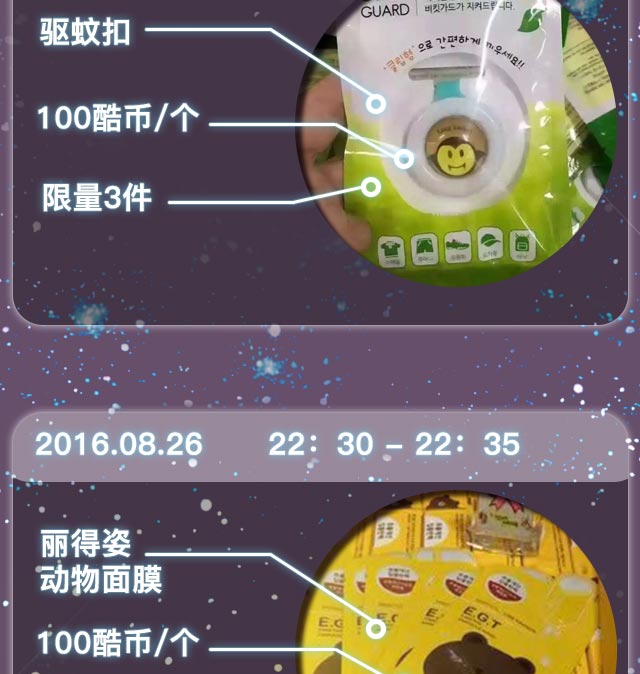 GUARD
비킷가드가 지켜드립니다.
'클립형'으로 간편하게 끼우세요!!
驱蚊扣
100酷币/个
限量3件
2016.08.26 22：30 – 22：35
丽得姿
动物面膜
100酷币/个
E.G.T